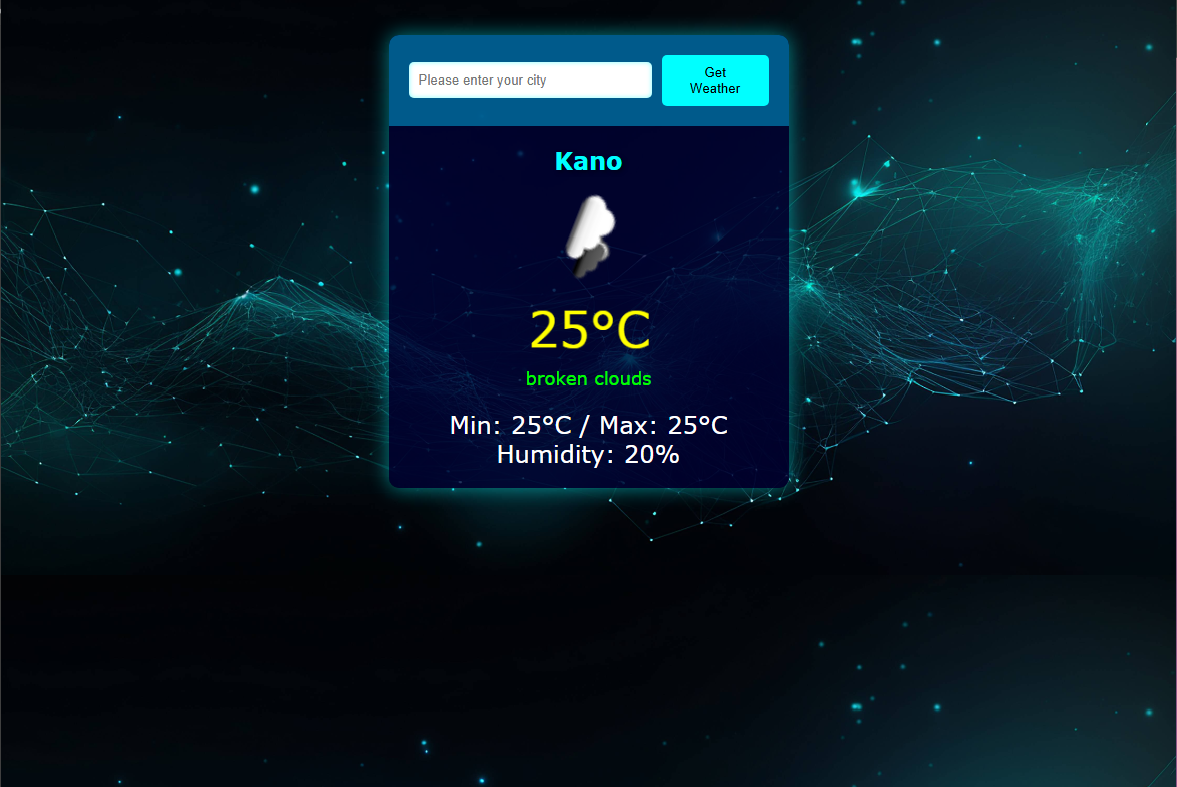 Please enter your city
Get
Weather
Kano
25°C
broken clouds
Min: 25°C / Max: 25°C
Humidity: 20%